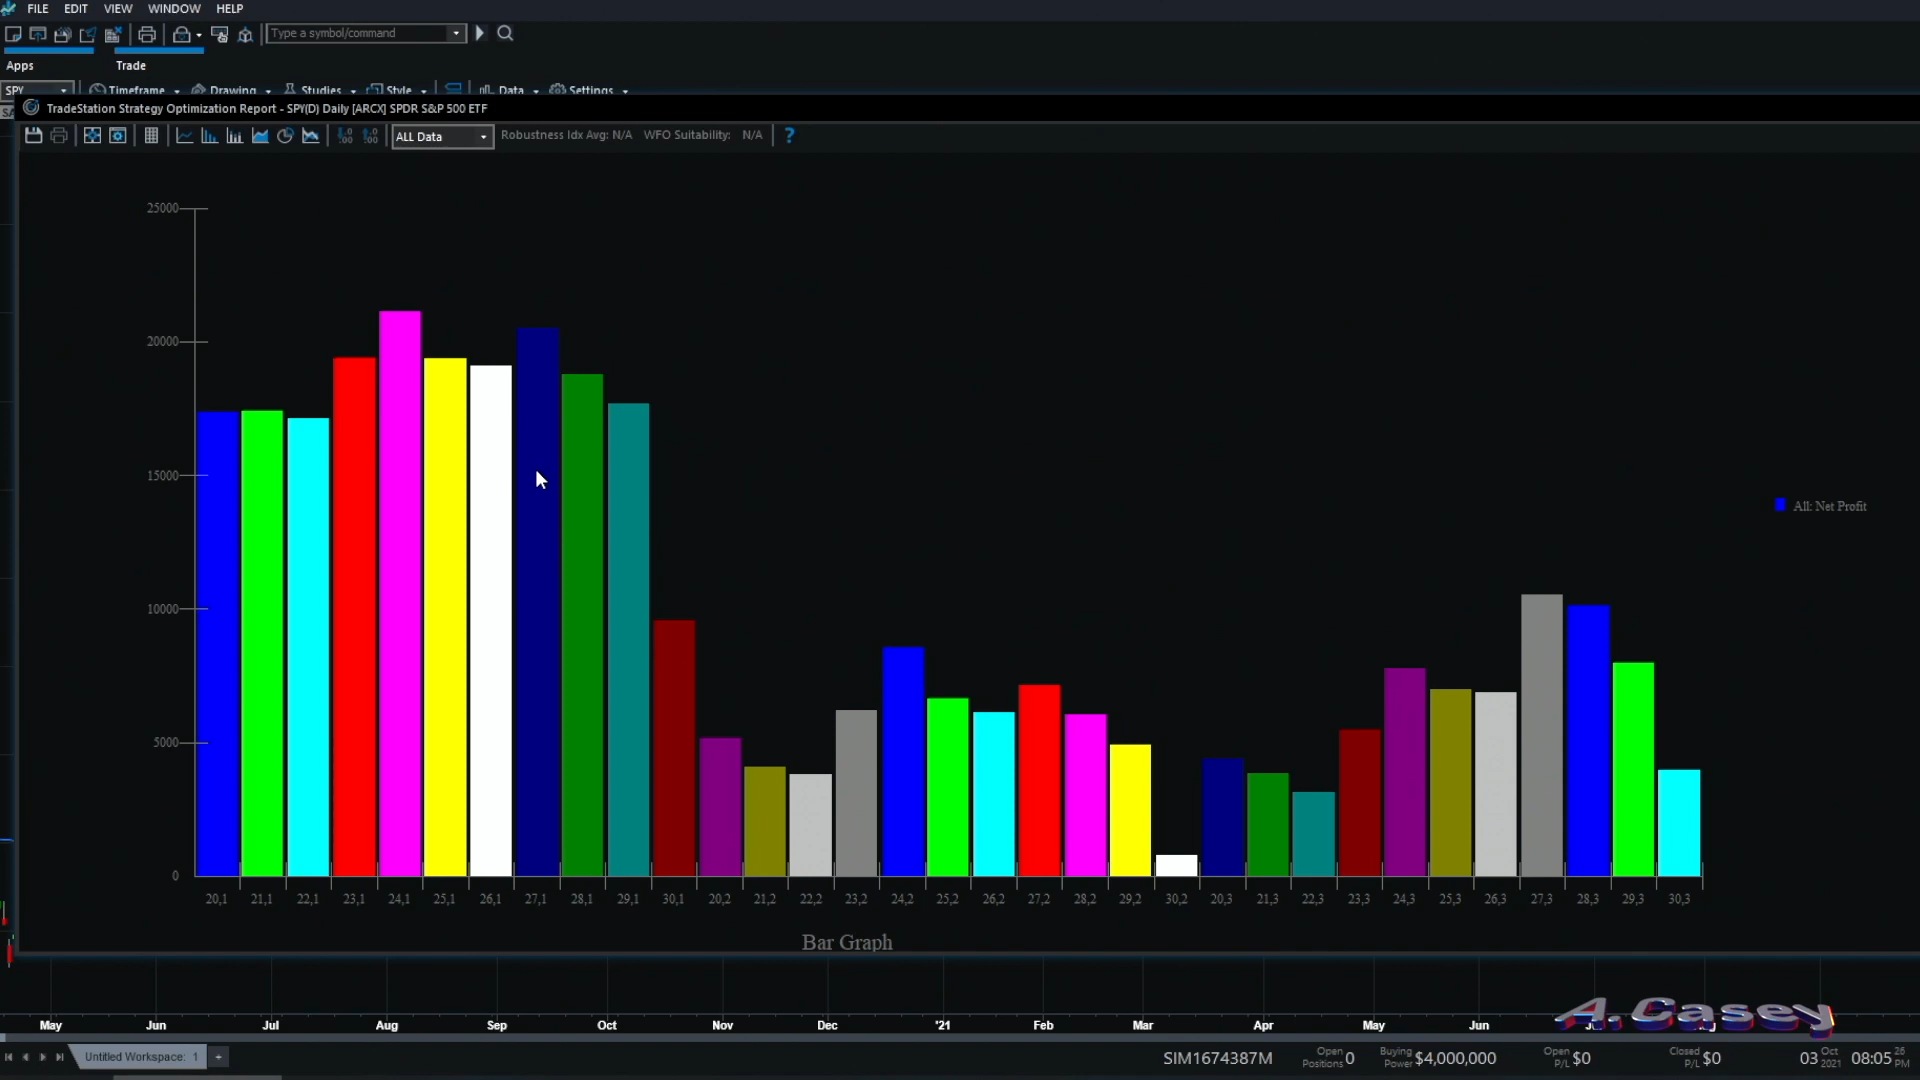 FILE EDIT VIEW WINDOW HELP
Type a symbol/command
Apps Trade
SPY Timeframe Drawing Studies Style Data Settings
TradeStation Strategy Optimization Report - SPY(D) Daily [ARCX] SPDR S&P 500 ETF
ALL Data Robustness Idx Avg: N/A WFO Suitability: N/A ?
25000
20000
15000
10000
5000
0
All: Net Profit
20,1 21,1 22,1 23,1 24,1 25,1 26,1 27,1 28,1 29,1 30,1 20,2 21,2 22,2 23,2 24,2 25,2 26,2 27,2 28,2 29,2 30,2 20,3 21,3 22,3 23,3 24,3 25,3 26,3 27,3 28,3 29,3 30,3
Bar Graph
A.Casey
May Jun Jul Aug Sep Oct Nov Dec '21 Feb Mar Apr May Jun
Untitled Workspace: 1 +
SIM1674387M Open Positions 0 Buying Power $4,000,000 Open P/L $0 Closed P/L $0 03 Oct 2021 08:05 26 PM